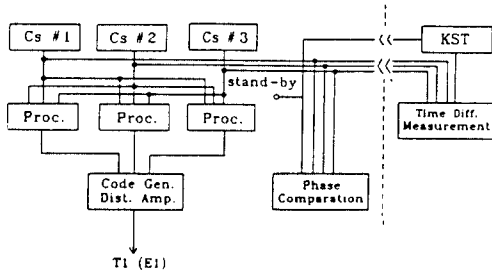 Cs #1
Cs #2
Cs #3
KST
stand-by
Proc.
Proc.
Proc.
Time Diff.
Measurement
Code Gen.
Dist. Amp.
Phase
Comparation
T1 (E1)